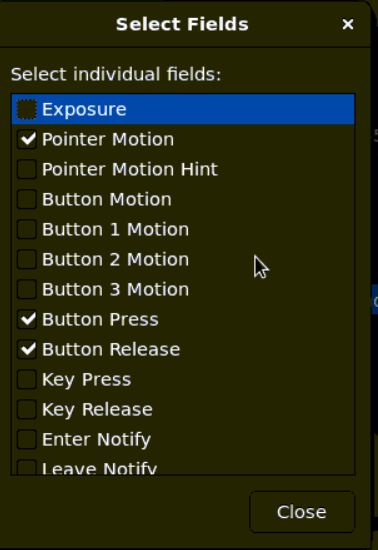 Select Fields
Select individual fields:
Exposure
Pointer Motion
Pointer Motion Hint
Button Motion
Button 1 Motion
Button 2 Motion
Button 3 Motion
Button Press
Button Release
Key Press
Key Release
Enter Notify
Leave Notify
Close